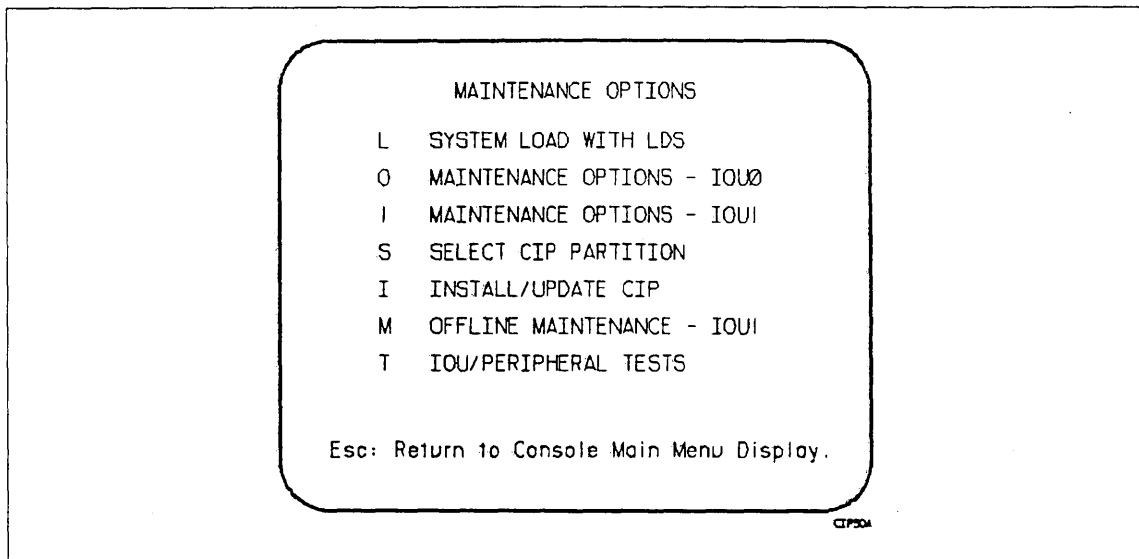 MAINTENANCE OPTIONS
L SYSTEM LOAD WITH LDS
O MAINTENANCE OPTIONS - IOU0
1 MAINTENANCE OPTIONS - IOU1
S SELECT CIP PARTITION
I INSTALL/UPDATE CIP
M OFFLINE MAINTENANCE - IOU1
T IOU/PERIPHERAL TESTS
Esc: Return to Console Main Menu Display.